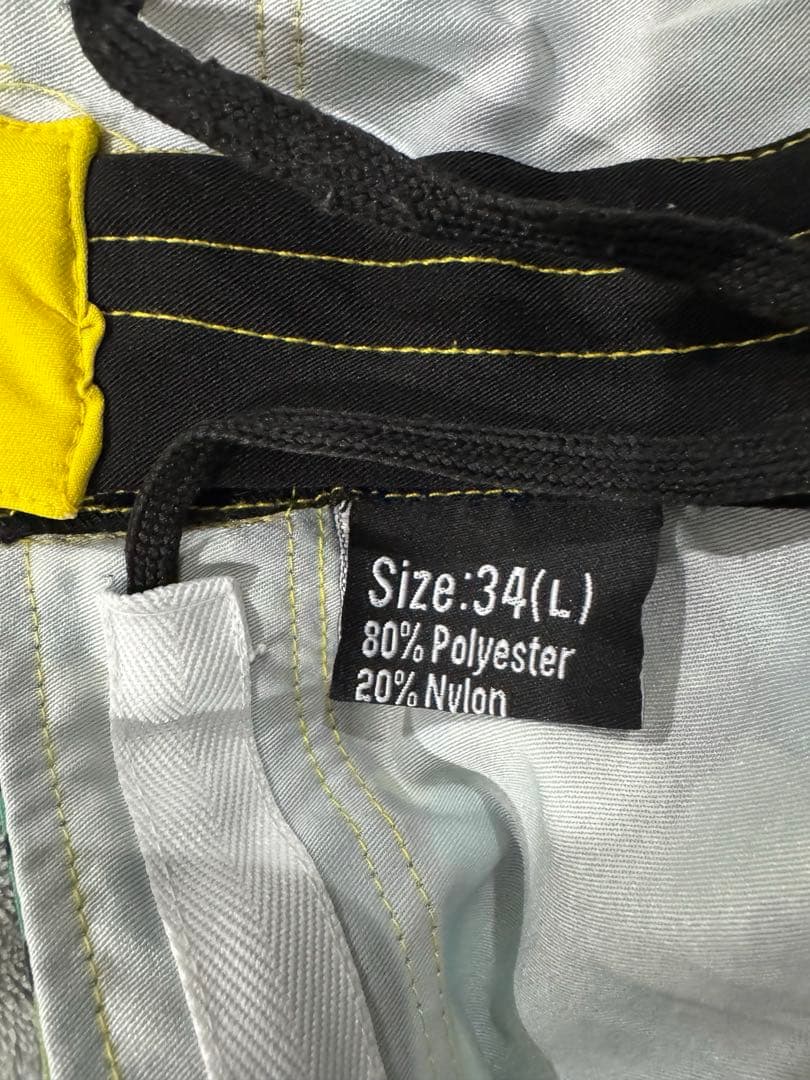 Size:34(L)
80% Polyester
20% Nylon